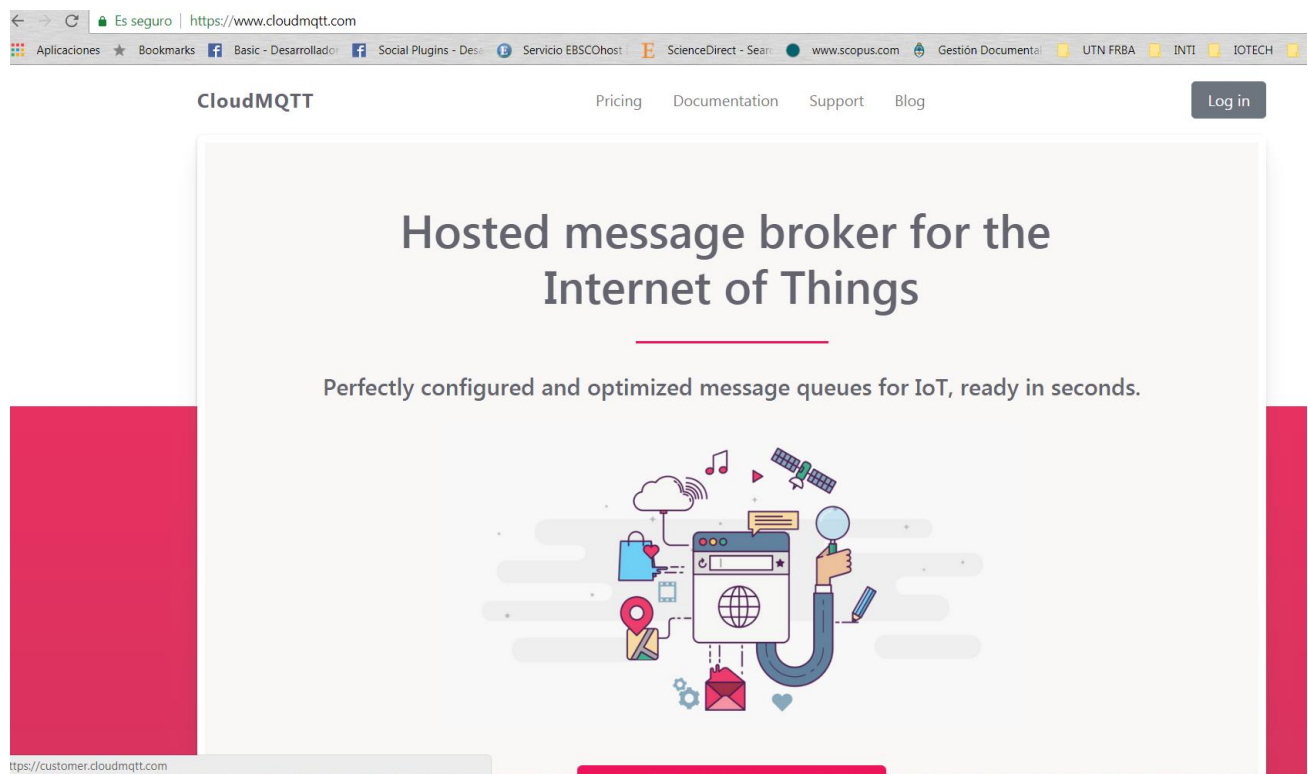 Es seguro | https://www.cloudmqtt.com
Aplicaciones Bookmarks Basic - Desarrollador Social Plugins - Desa Servicio EBSCOhost ScienceDirect - Sear www.scopus.com Gestión Documental UTN FRBA INTI IOTECH
CloudMQTT Pricing Documentation Support Blog Log in
Hosted message broker for the
Internet of Things
Perfectly configured and optimized message queues for IoT, ready in seconds.
ttps://customer.cloudmqtt.com